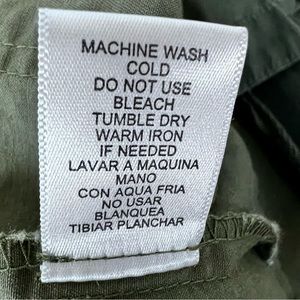 MACHINE WASH
COLD
DO NOT USE
BLEACH
TUMBLE DRY
WARM IRON
IF NEEDED
LAVAR A MAQUINA
MANO
CON AQUA FRIA
NO USAR
BLANQUEA
TIBIAR PLANCHAR